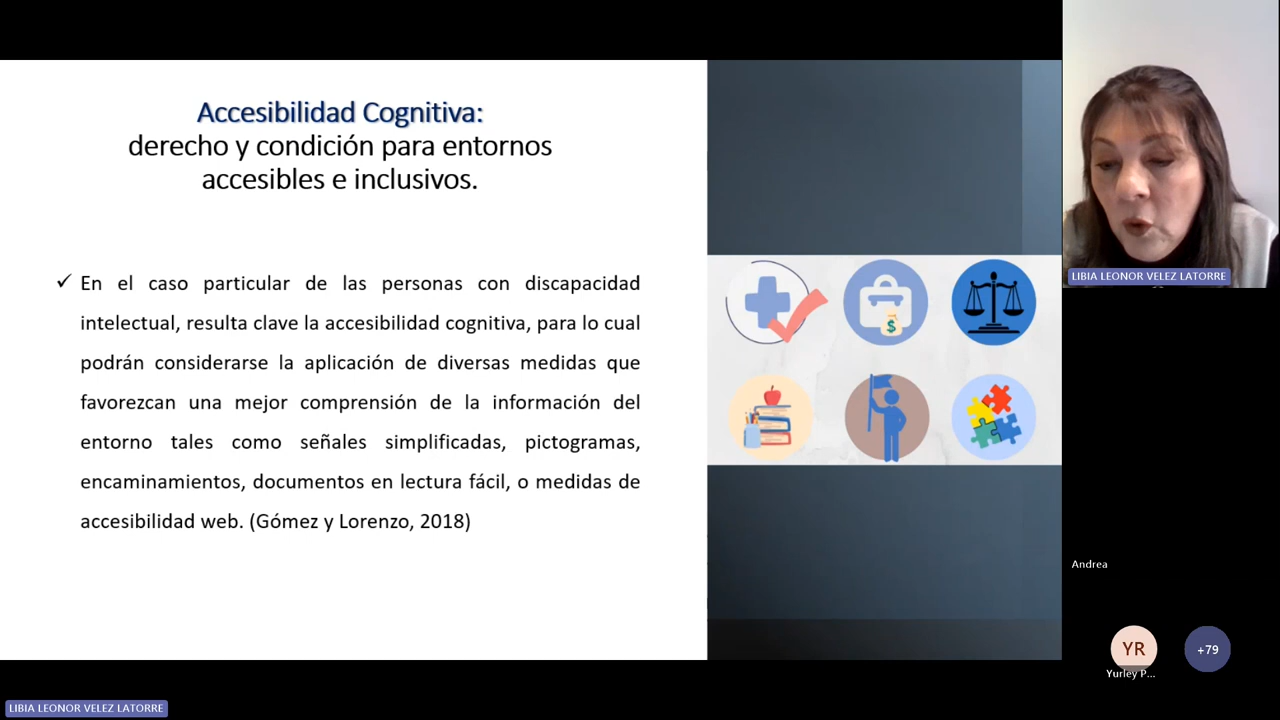 Accesibilidad Cognitiva:
derecho y condición para entornos
accesibles e inclusivos.
✓ En el caso particular de las personas con discapacidad
intelectual, resulta clave la accesibilidad cognitiva, para lo cual
podrán considerarse la aplicación de diversas medidas que
favorezcan una mejor comprensión de la información del
entorno tales como señales simplificadas, pictogramas,
encaminamientos, documentos en lectura fácil, o medidas de
accesibilidad web. (Gómez y Lorenzo, 2018)
$
LIBIA LEONOR VELEZ LATORRE
Andrea
YR
Yurley P...
+79
LIBIA LEONOR VELEZ LATORRE